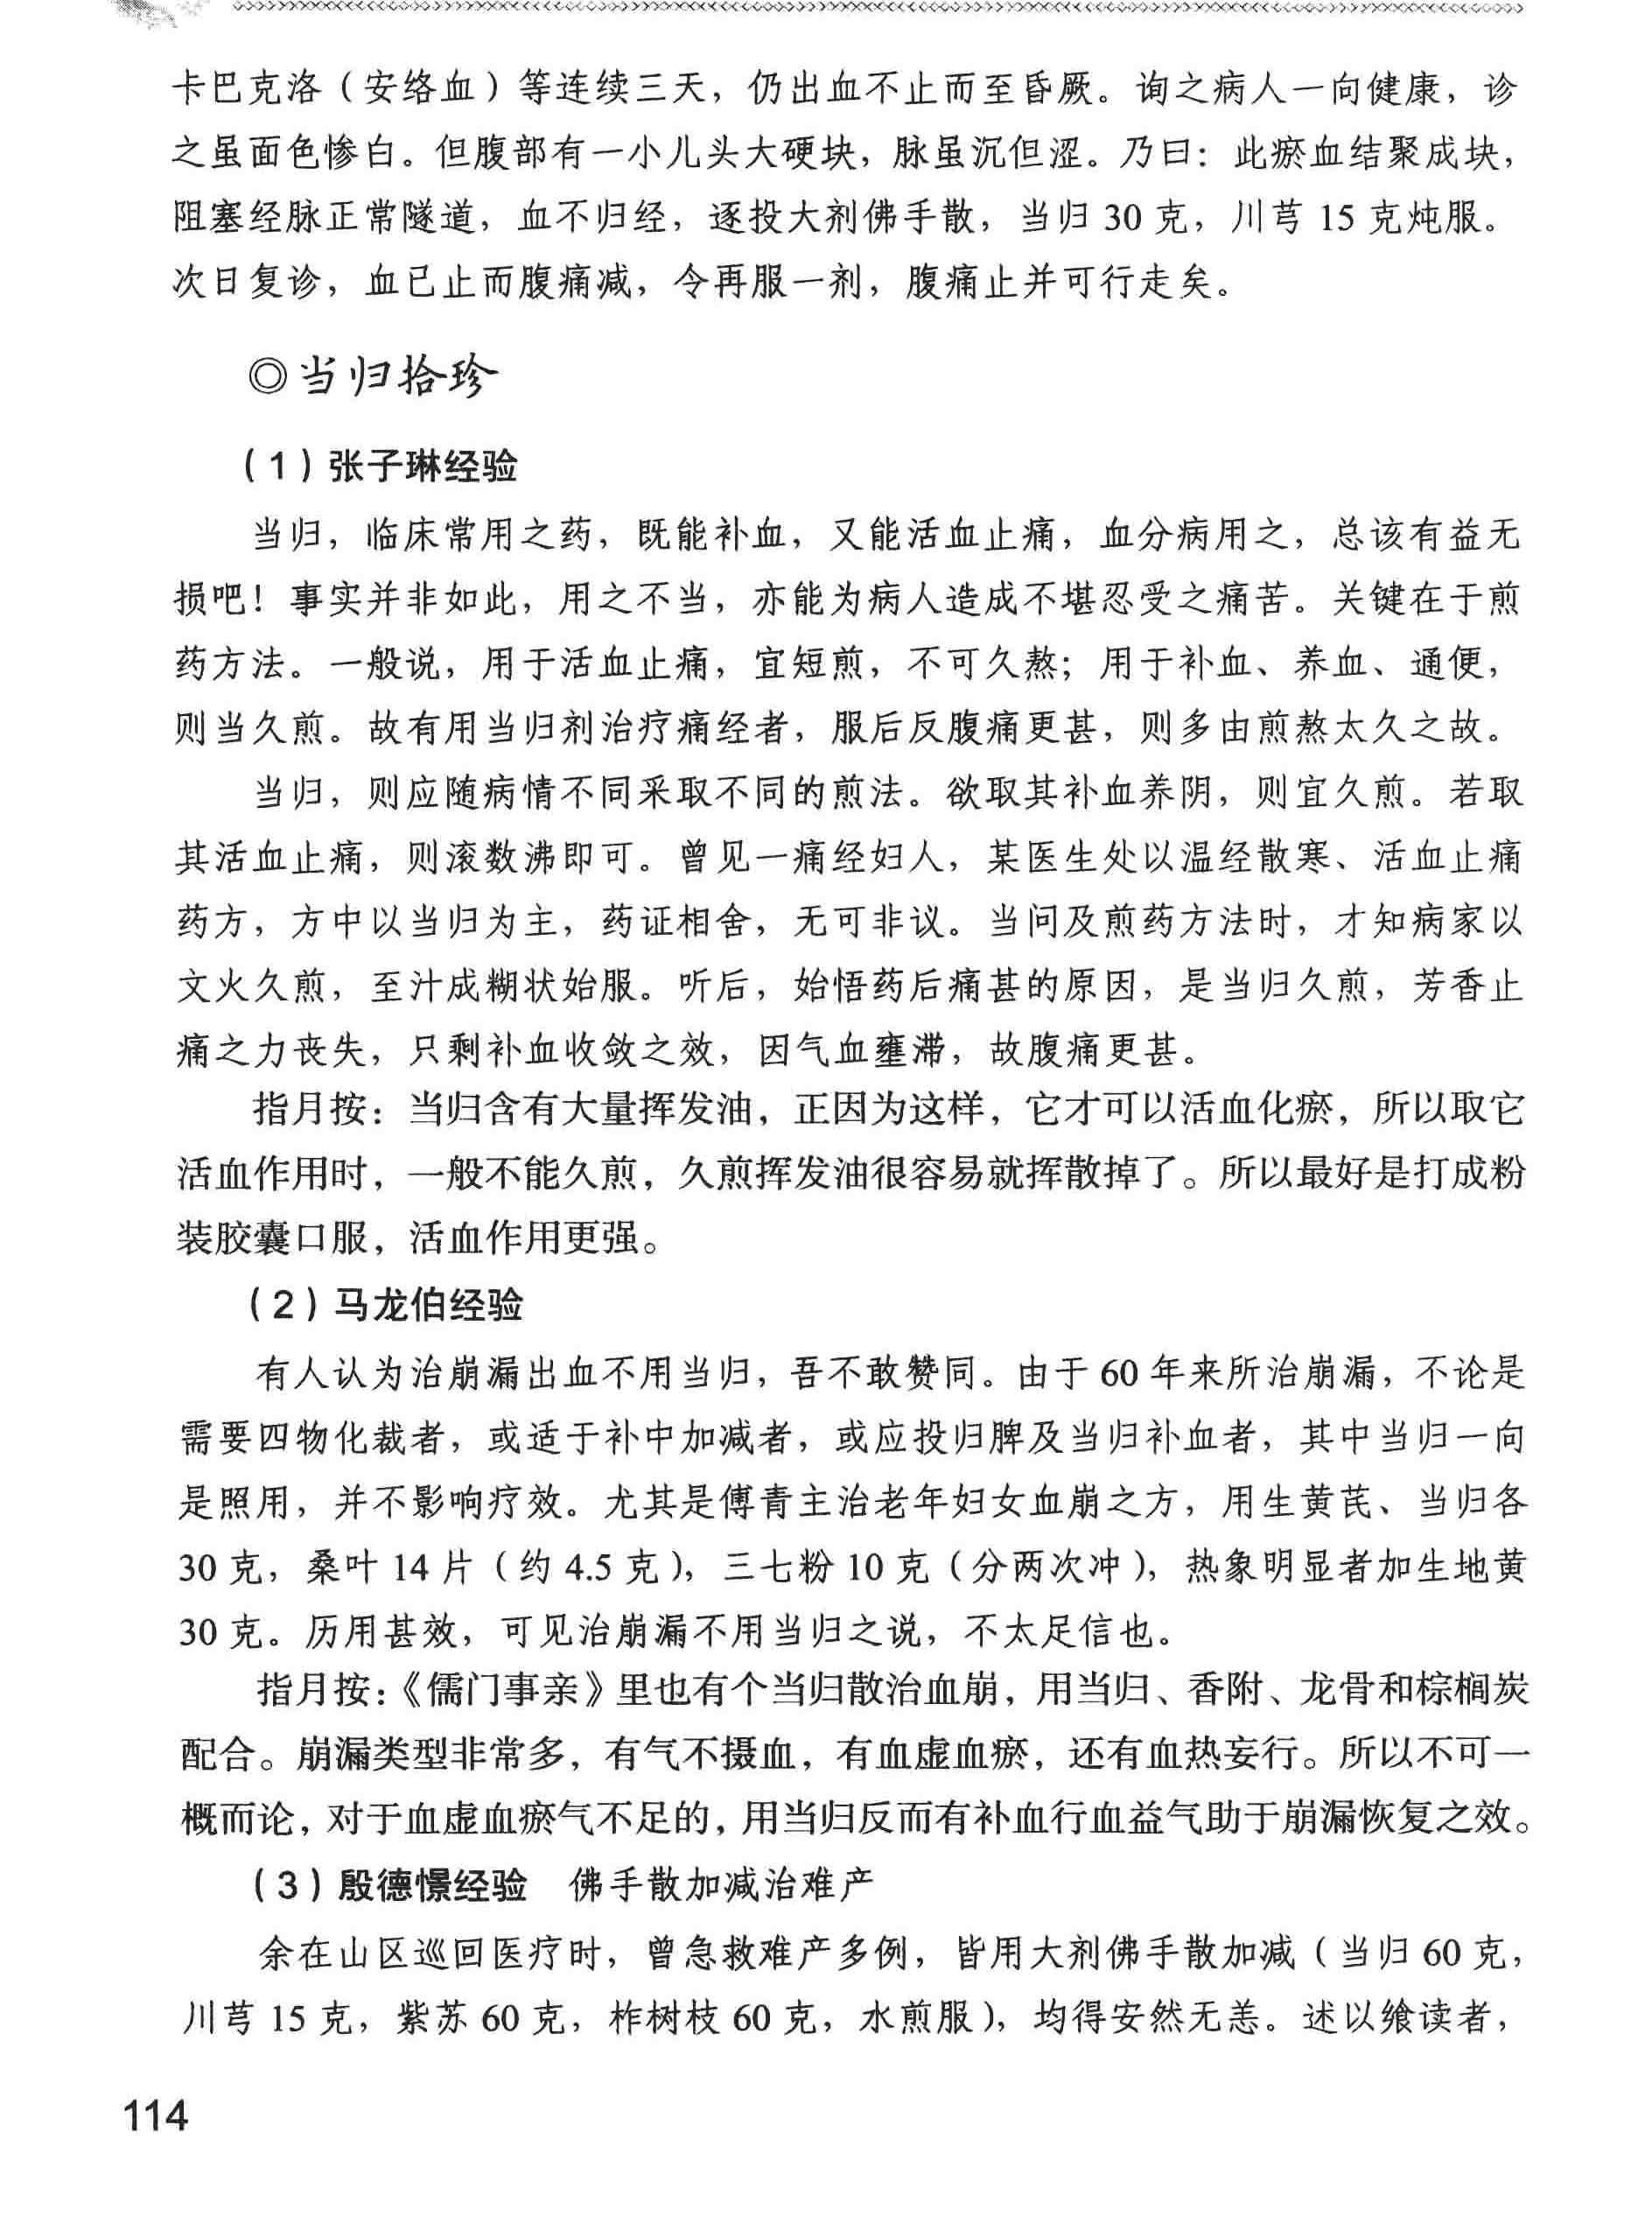 卡巴克洛（安络血）等连续三天，仍出血不止而至昏厥。询之病人一向健康，诊
之虽面色惨白。但腹部有一小儿头大硬块，脉虽沉但涩。乃曰：此瘀血结聚成块，
阻塞经脉正常隧道，血不归经，逐投大剂佛手散，当归 30 克，川芎 15 克炖服。
次日复诊，血已止而腹痛减，令再服一剂，腹痛止并可行走矣。
◎当归拾珍
（1）张子琳经验
当归，临床常用之药，既能补血，又能活血止痛，血分病用之，总该有益无
损吧！事实并非如此，用之不当，亦能为病人造成不堪忍受之痛苦。关键在于煎
药方法。一般说，用于活血止痛，宜短煎，不可久熬；用于补血、养血、通便，
则当久煎。故有用当归剂治疗痛经者，服后反腹痛更甚，则多由煎熬太久之故。
当归，则应随病情不同采取不同的煎法。欲取其补血养阴，则宜久煎。若取
其活血止痛，则滚数沸即可。曾见一痛经妇人，某医生处以温经散寒、活血止痛
药方，方中以当归为主，药证相舍，无可非议。当问及煎药方法时，才知病家以
文火久煎，至汁成糊状始服。听后，始悟药后痛甚的原因，是当归久煎，芳香止
痛之力丧失，只剩补血收敛之效，因气血壅滞，故腹痛更甚。
指月按：当归含有大量挥发油，正因为这样，它才可以活血化瘀，所以取它
活血作用时，一般不能久煎，久煎挥发油很容易就挥散掉了。所以最好是打成粉
装胶囊口服，活血作用更强。
（2）马龙伯经验
有人认为治崩漏出血不用当归，吾不敢赞同。由于 60 年来所治崩漏，不论是
需要四物化裁者，或适于补中加减者，或应投归脾及当归补血者，其中当归一向
是照用，并不影响疗效。尤其是傅青主治老年妇女血崩之方，用生黄芪、当归各
30 克，桑叶 14 片（约 4.5 克），三七粉 10 克（分两次冲），热象明显者加生地黄
30 克。历用甚效，可见治崩漏不用当归之说，不太足信也。
指月按：《儒门事亲》里也有个当归散治血崩，用当归、香附、龙骨和棕榈炭
配合。崩漏类型非常多，有气不摄血，有血虚血瘀，还有血热妄行。所以不可一
概而论，对于血虚血瘀气不足的，用当归反而有补血行血益气助于崩漏恢复之效。
（3）殷德憬经验　佛手散加减治难产
余在山区巡回医疗时，曾急救难产多例，皆用大剂佛手散加减（当归 60 克，
川芎 15 克，紫苏 60 克，柞树枝 60 克，水煎服），均得安然无恙。述以飨读者，
114